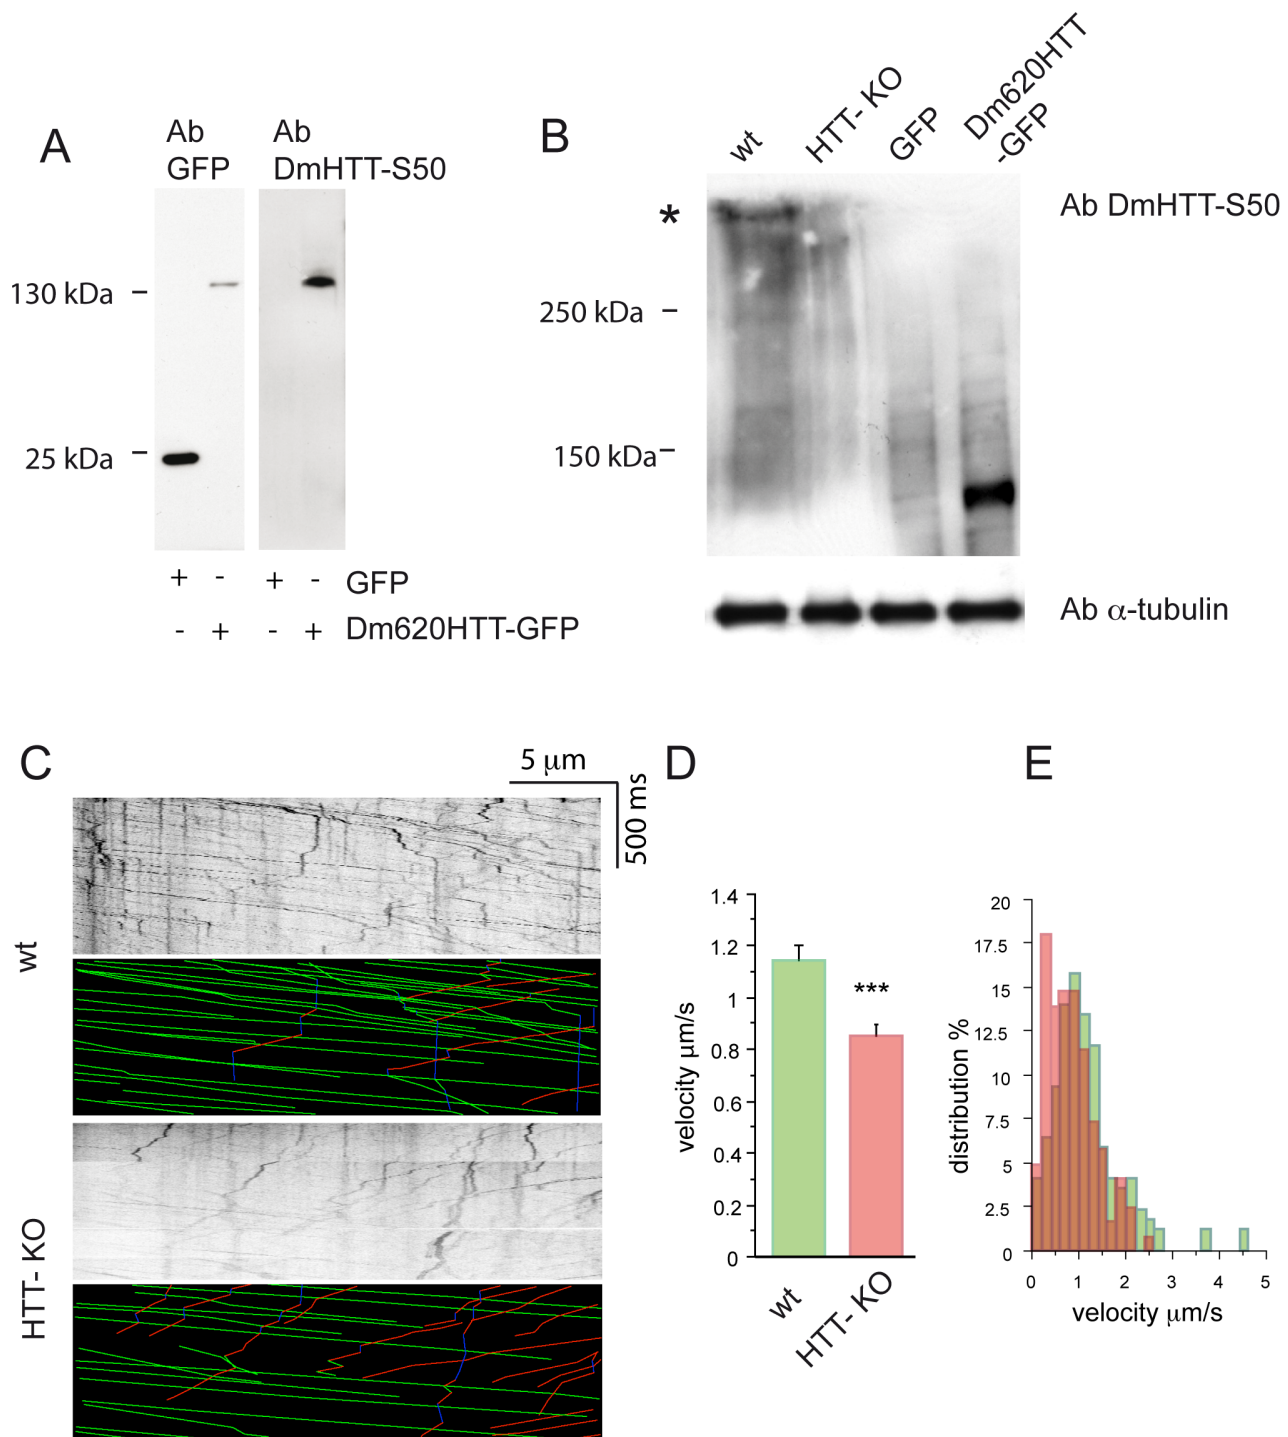 A
Ab
GFP
Ab
DmHTT-S50
130 kDa
25 kDa
+ - + - GFP
- + - + Dm620HTT-GFP
B
wt
HTT- KO
GFP
Dm620HTT
-GFP
*
Ab DmHTT-S50
250 kDa
150 kDa
Ab α-tubulin
C
5 μm
500 ms
wt
HTT- KO
D
velocity μm/s
1.4
1.2
1
0.8
0.6
0.4
0.2
0
***
wt
HTT- KO
E
distribution %
20
17.5
15
12.5
10
7.5
5
2.5
0
0 1 2 3 4 5
velocity μm/s